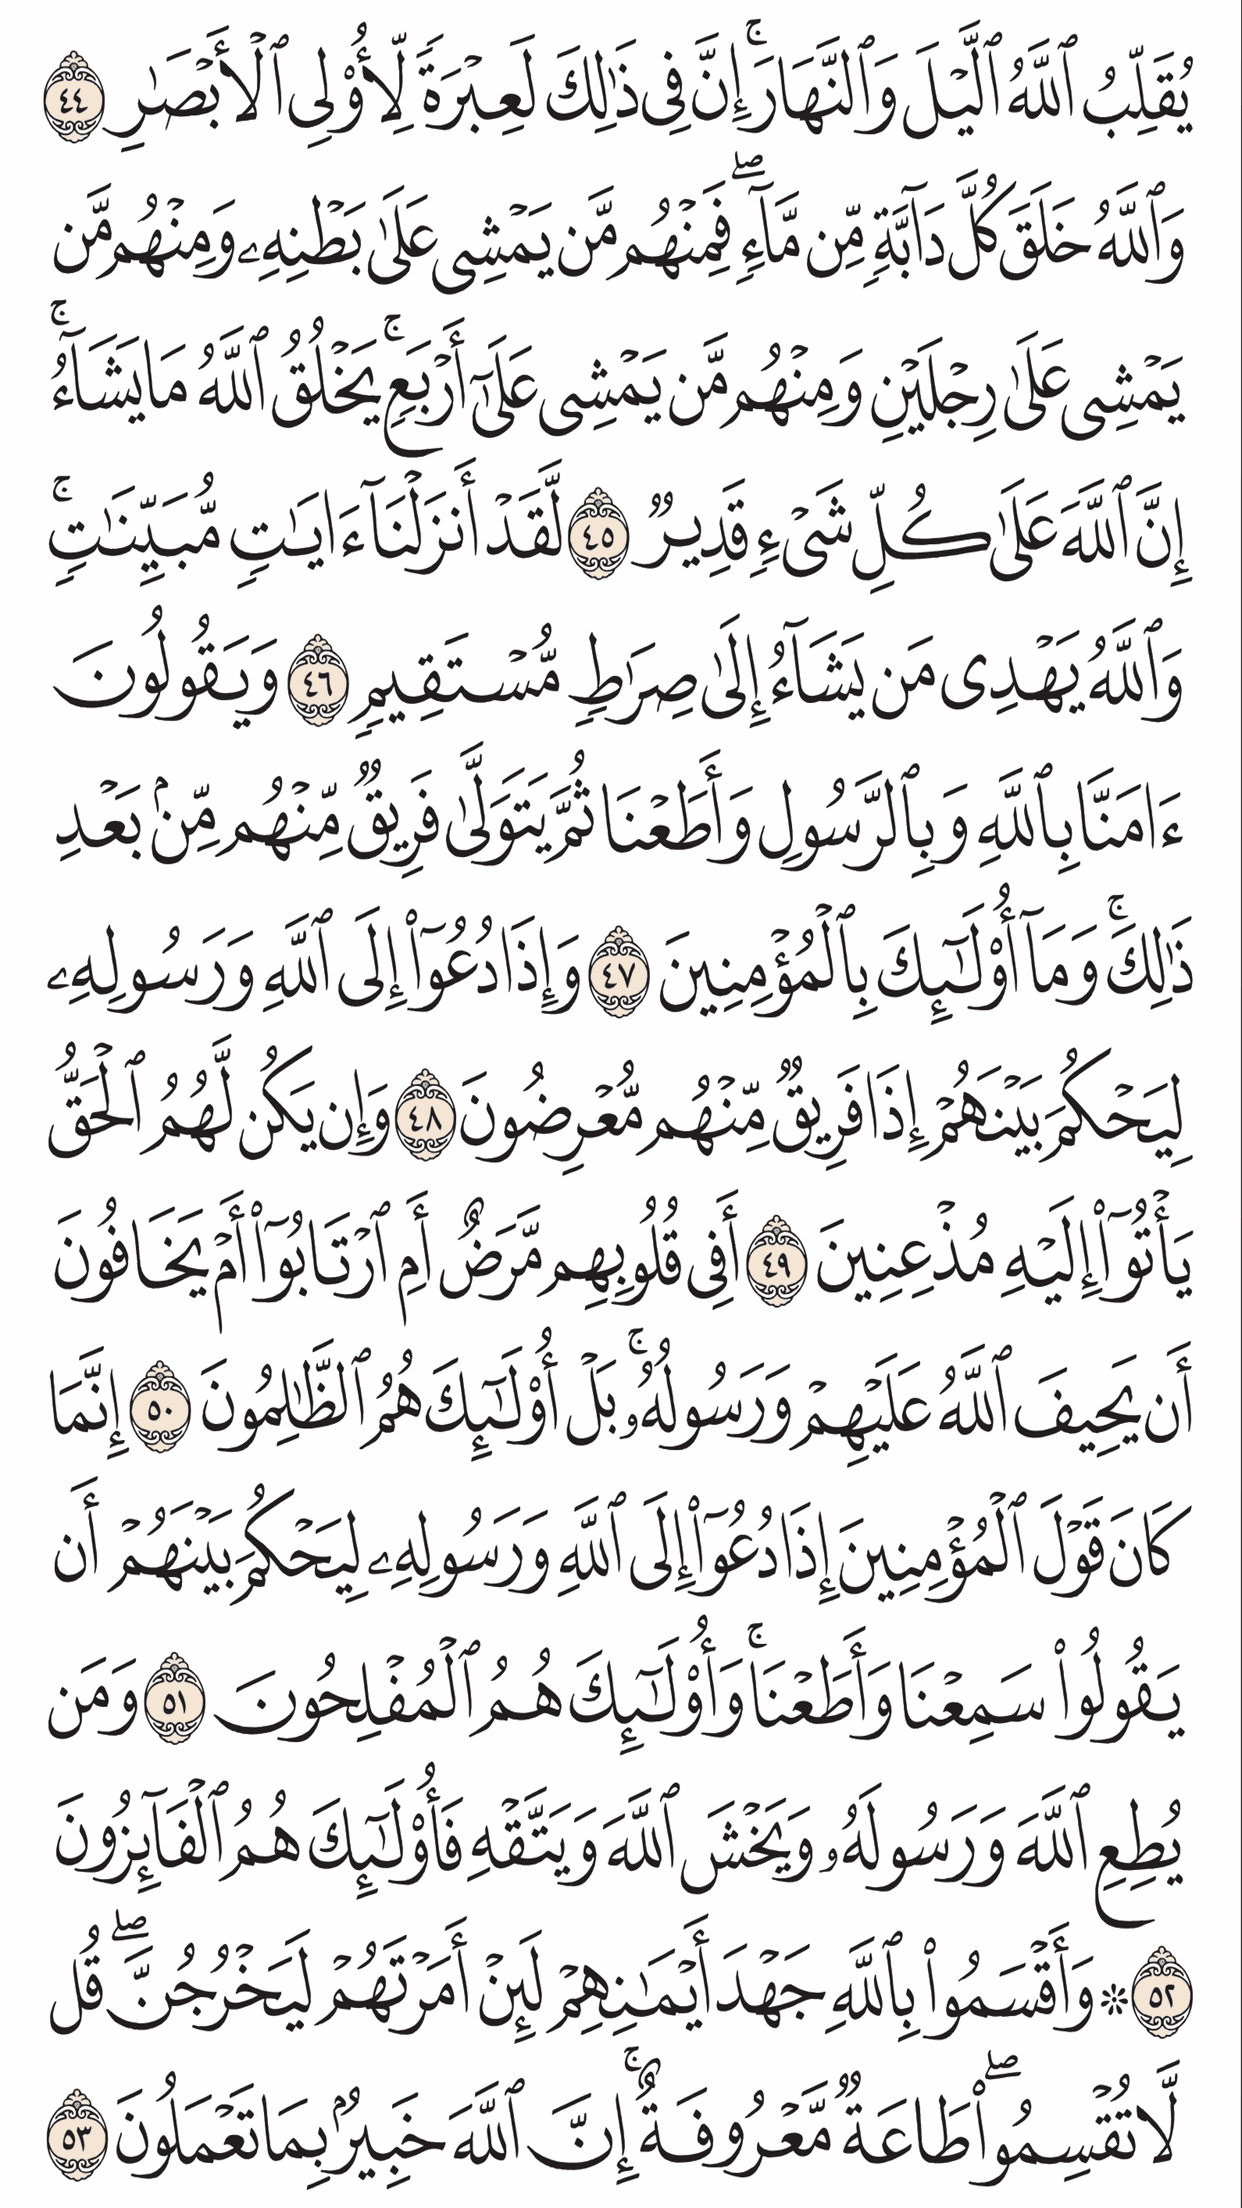 يُقَلِّبُ ٱللَّهُ ٱلَّيۡلَ وَٱلنَّهَارَۚ إِنَّ فِي ذَٰلِكَ لَعِبۡرَةٗ لِّأُوْلِي ٱلۡأَبۡصَٰرِ ٤٤
وَٱللَّهُ خَلَقَ كُلَّ دَآبَّةٖ مِّن مَّآءٖۖ فَمِنۡهُم مَّن يَمۡشِي عَلَىٰ بَطۡنِهِۦ وَمِنۡهُم مَّن
يَمۡشِي عَلَىٰ رِجۡلَيۡنِ وَمِنۡهُم مَّن يَمۡشِي عَلَىٰٓ أَرۡبَعٖۚ يَخۡلُقُ ٱللَّهُ مَا يَشَآءُۚ
إِنَّ ٱللَّهَ عَلَىٰ كُلِّ شَيۡءٖ قَدِيرٞ ٤٥ لَّقَدۡ أَنزَلۡنَآ ءَايَٰتٖ مُّبَيِّنَٰتٖۚ
وَٱللَّهُ يَهۡدِي مَن يَشَآءُ إِلَىٰ صِرَٰطٖ مُّسۡتَقِيمٖ ٤٦ وَيَقُولُونَ
ءَامَنَّا بِٱللَّهِ وَبِٱلرَّسُولِ وَأَطَعۡنَا ثُمَّ يَتَوَلَّىٰ فَرِيقٞ مِّنۡهُم مِّنۢ بَعۡدِ
ذَٰلِكَۚ وَمَآ أُوْلَٰٓئِكَ بِٱلۡمُؤۡمِنِينَ ٤٧ وَإِذَا دُعُوٓاْ إِلَى ٱللَّهِ وَرَسُولِهِۦ
لِيَحۡكُمَ بَيۡنَهُمۡ إِذَا فَرِيقٞ مِّنۡهُم مُّعۡرِضُونَ ٤٨ وَإِن يَكُن لَّهُمُ ٱلۡحَقُّ
يَأۡتُوٓاْ إِلَيۡهِ مُذۡعِنِينَ ٤٩ أَفِي قُلُوبِهِم مَّرَضٌ أَمِ ٱرۡتَابُوٓاْ أَمۡ يَخَافُونَ
أَن يَحِيفَ ٱللَّهُ عَلَيۡهِمۡ وَرَسُولُهُۥۚ بَلۡ أُوْلَٰٓئِكَ هُمُ ٱلظَّٰلِمُونَ ٥٠ إِنَّمَا
كَانَ قَوۡلَ ٱلۡمُؤۡمِنِينَ إِذَا دُعُوٓاْ إِلَى ٱللَّهِ وَرَسُولِهِۦ لِيَحۡكُمَ بَيۡنَهُمۡ أَن
يَقُولُواْ سَمِعۡنَا وَأَطَعۡنَاۚ وَأُوْلَٰٓئِكَ هُمُ ٱلۡمُفۡلِحُونَ ٥١ وَمَن
يُطِعِ ٱللَّهَ وَرَسُولَهُۥ وَيَخۡشَ ٱللَّهَ وَيَتَّقۡهِ فَأُوْلَٰٓئِكَ هُمُ ٱلۡفَآئِزُونَ
٥٢ ۞ وَأَقۡسَمُواْ بِٱللَّهِ جَهۡدَ أَيۡمَٰنِهِمۡ لَئِنۡ أَمَرۡتَهُمۡ لَيَخۡرُجُنَّۖ قُل
لَّا تُقۡسِمُواْۖ طَاعَةٞ مَّعۡرُوفَةٌۚ إِنَّ ٱللَّهَ خَبِيرُۢ بِمَا تَعۡمَلُونَ ٥٣